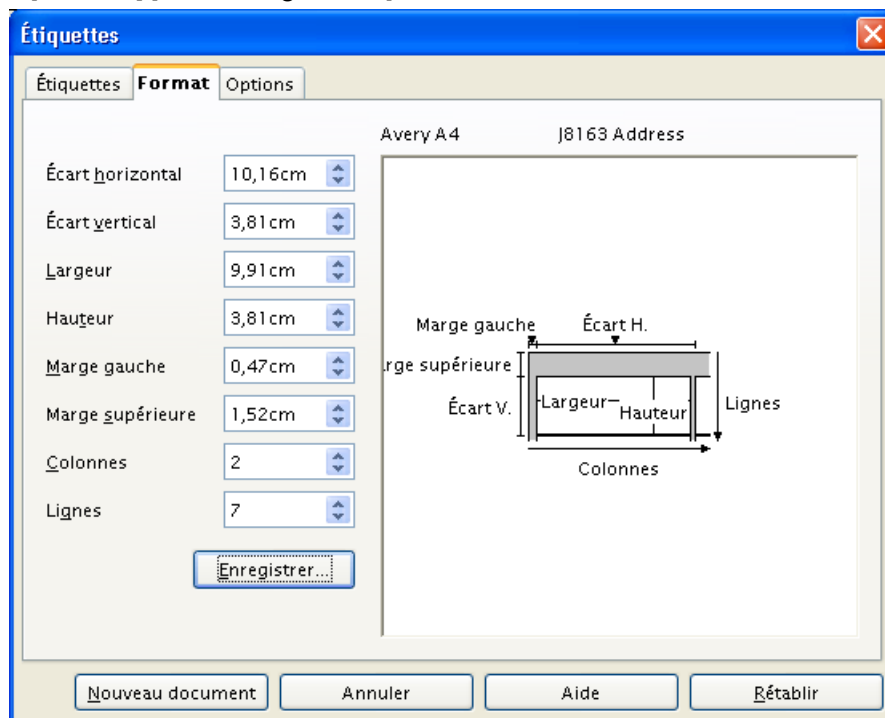 Étiquettes
Étiquettes Format Options
Avery A4 J8163 Address
Écart horizontal 10,16cm
Écart vertical 3,81cm
Largeur 9,91cm
Hauteur 3,81cm
Marge gauche 0,47cm
Marge supérieure 1,52cm
Colonnes 2
Lignes 7
Enregistrer...
Marge gauche Écart H.
rge supérieure
Écart V. Largeur Hauteur Lignes
Colonnes
Nouveau document Annuler Aide Rétablir